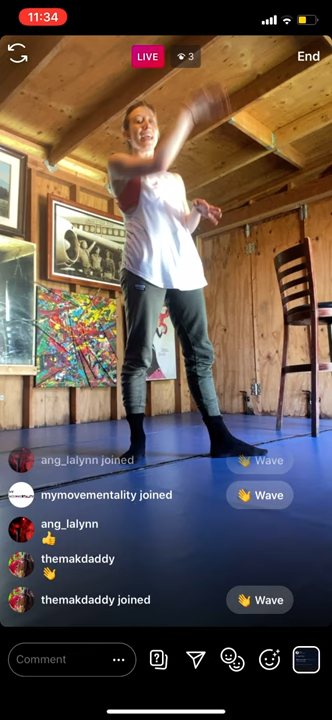 11:34
LIVE
3
End
ang_lalynn joined
Wave
mymovementality joined
Wave
ang_lalynn
👍
themakdaddy
👋
themakdaddy joined
Wave
Comment